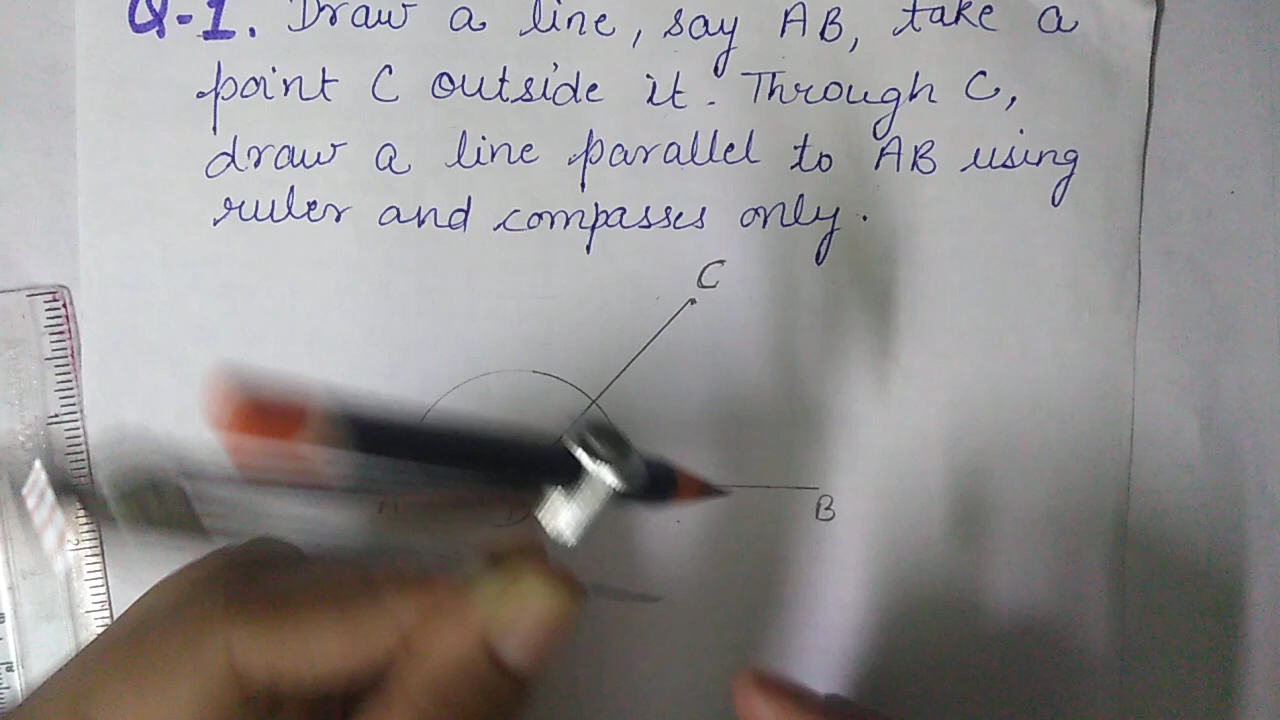 Q-1. Draw a line, say AB, take a
point C outside it. Through C,
draw a line parallel to AB using
ruler and compasses only.
C
B